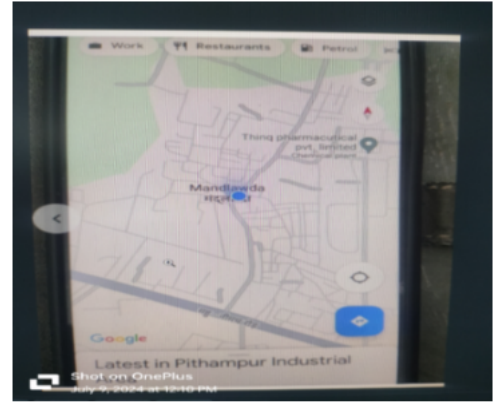 Work Restaurants Petrol
Thinq pharmacutical
pvt, limited
Chemical plant
Mandlawda
Google
Latest in Pithampur Industrial
Shot on OnePlus
July 9, 2024 at 12:10 PM